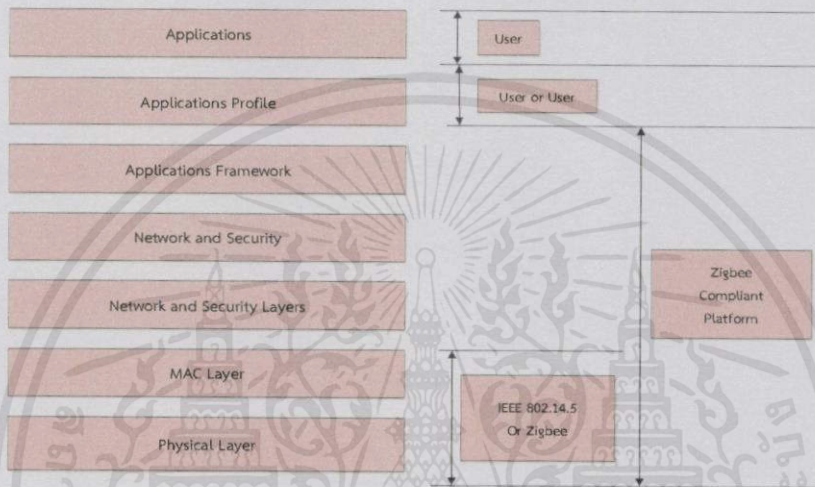 Applications
User
Applications Profile
User or User
Applications Framework
Network and Security
Zigbee
Compliant
Platform
Network and Security Layers
MAC Layer
IEEE 802.14.5
Or Zigbee
Physical Layer